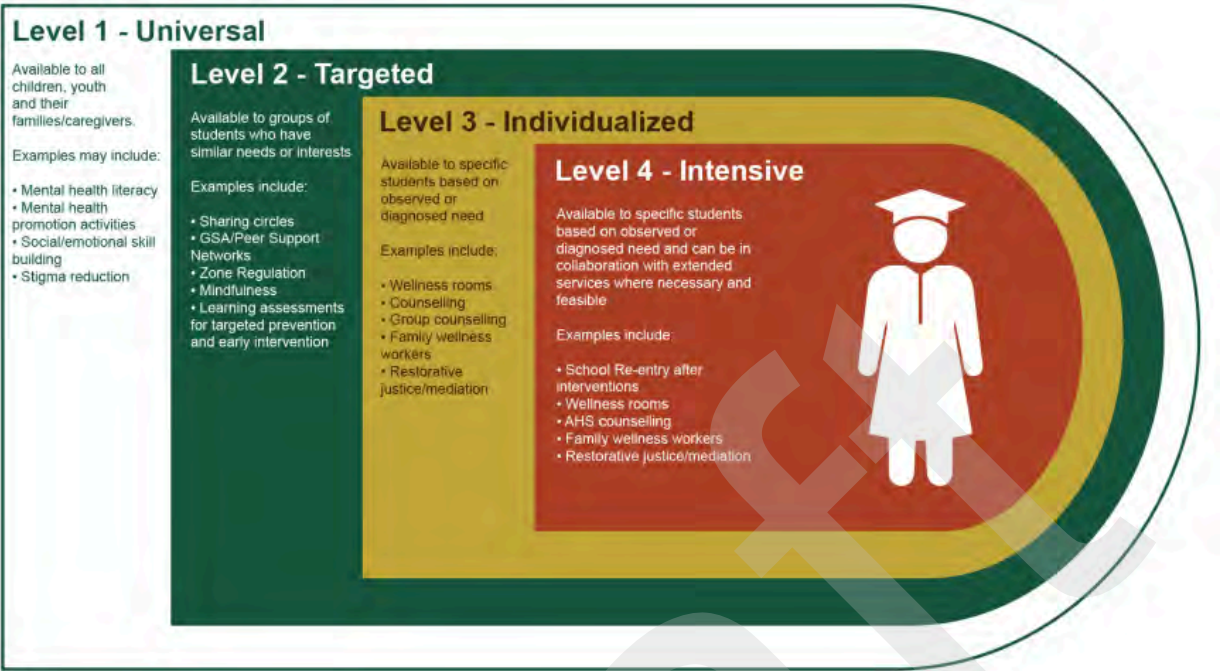 Level 1 - Universal
Available to all
children, youth
and their
families/caregivers.
Examples may include:
• Mental health literacy
• Mental health
promotion activities
• Social/emotional skill
building
• Stigma reduction
Level 2 - Targeted
Available to groups of
students who have
similar needs or interests
Examples include:
• Sharing circles
• GSA/Peer Support
Networks
• Zone Regulation
• Mindfulness
• Learning assessments
for targeted prevention
and early intervention
Level 3 - Individualized
Available to specific
students based on
observed or
diagnosed need
Examples include:
• Wellness rooms
• Counselling
• Group counselling
• Family wellness
workers
• Restorative
justice/mediation
Level 4 - Intensive
Available to specific students
based on observed or
diagnosed need and can be in
collaboration with extended
services where necessary and
feasible
Examples include:
• School Re-entry after
interventions
• Wellness rooms
• AHS counselling
• Family wellness workers
• Restorative justice/mediation